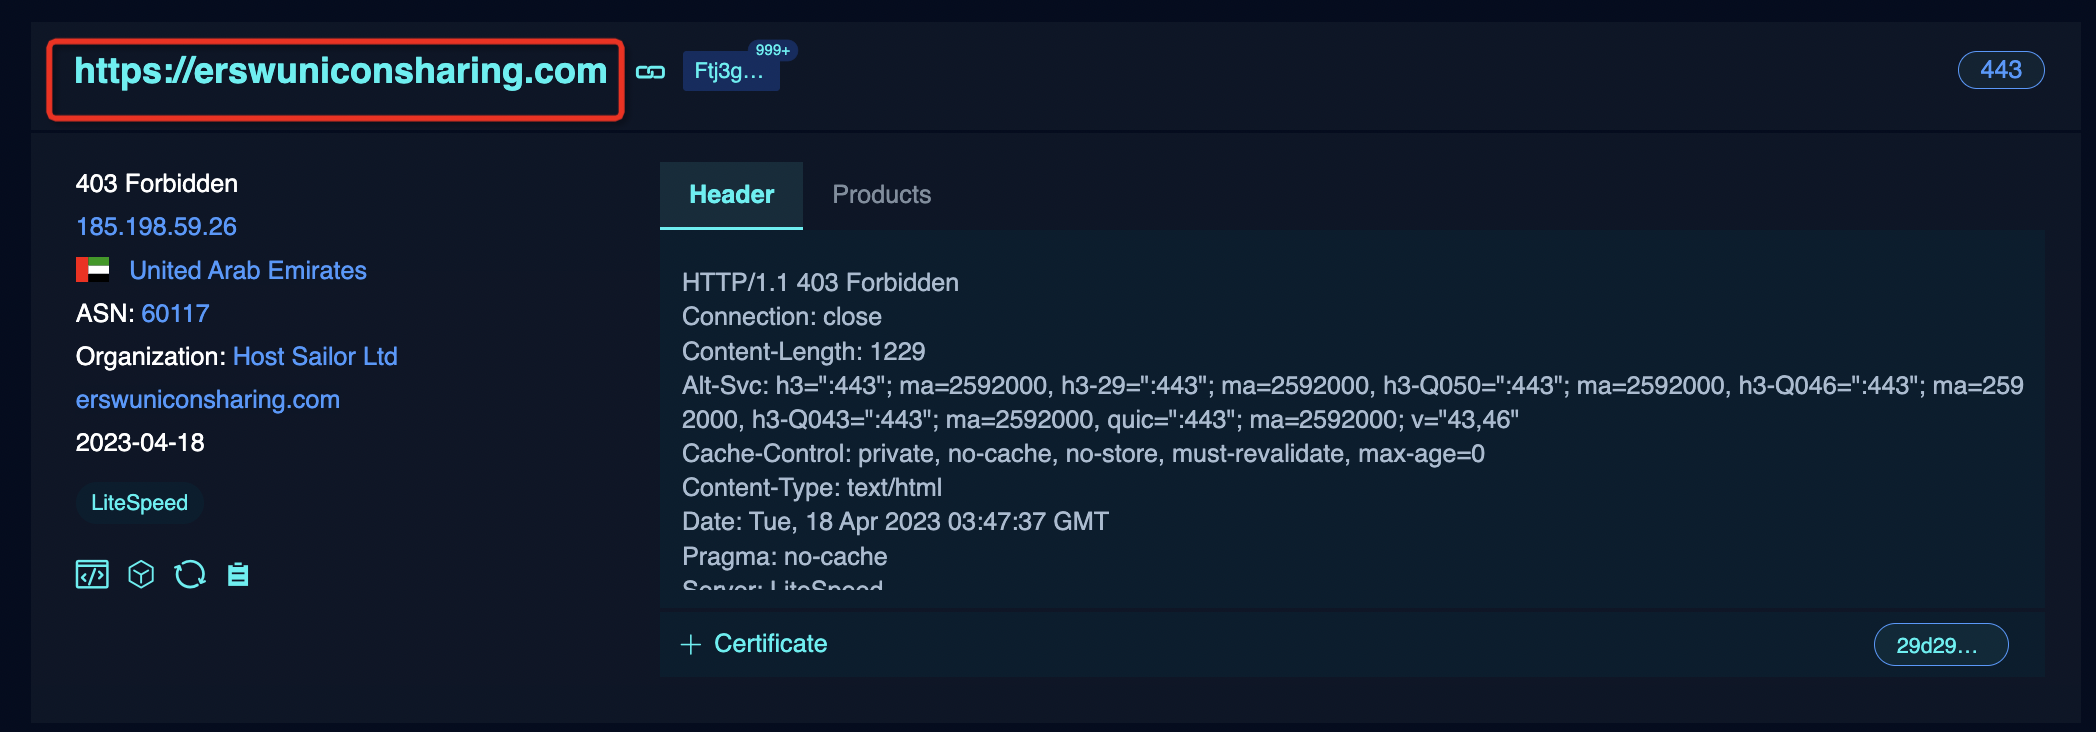 https://erswuniconsharing.com
Ftj3g...
999+
443
403 Forbidden
185.198.59.26
United Arab Emirates
ASN: 60117
Organization: Host Sailor Ltd
erswuniconsharing.com
2023-04-18
LiteSpeed
Header
Products
HTTP/1.1 403 Forbidden
Connection: close
Content-Length: 1229
Alt-Svc: h3=":443"; ma=2592000, h3-29=":443"; ma=2592000, h3-Q050=":443"; ma=2592000, h3-Q046=":443"; ma=259
2000, h3-Q043=":443"; ma=2592000, quic=":443"; ma=2592000; v="43,46"
Cache-Control: private, no-cache, no-store, must-revalidate, max-age=0
Content-Type: text/html
Date: Tue, 18 Apr 2023 03:47:37 GMT
Pragma: no-cache
Server: LiteSpeed
+ Certificate
29d29...